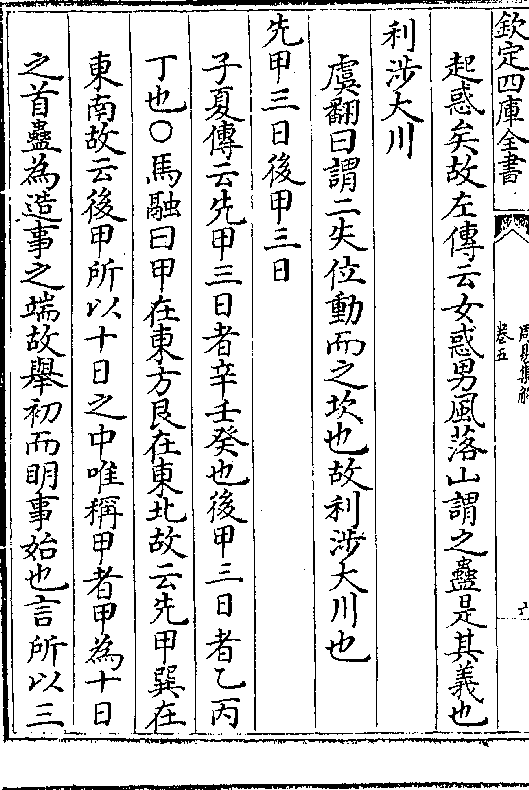 欽定四庫全書
周易集解
卷五
起惑矣故左傳云女惑男風落山謂之蠱是其義也
利涉大川
虞翻曰謂二失位動而之坎也故利涉大川也
先甲三日後甲三日
子夏傳云先甲三日者辛壬癸也後甲三日者乙丙
丁也〇馬融曰甲在東方艮在東北故云先甲巽在
東南故云後甲所以十日之中唯稱甲者甲為十日
之首蠱為造事之端故舉初而明事始也言所以三